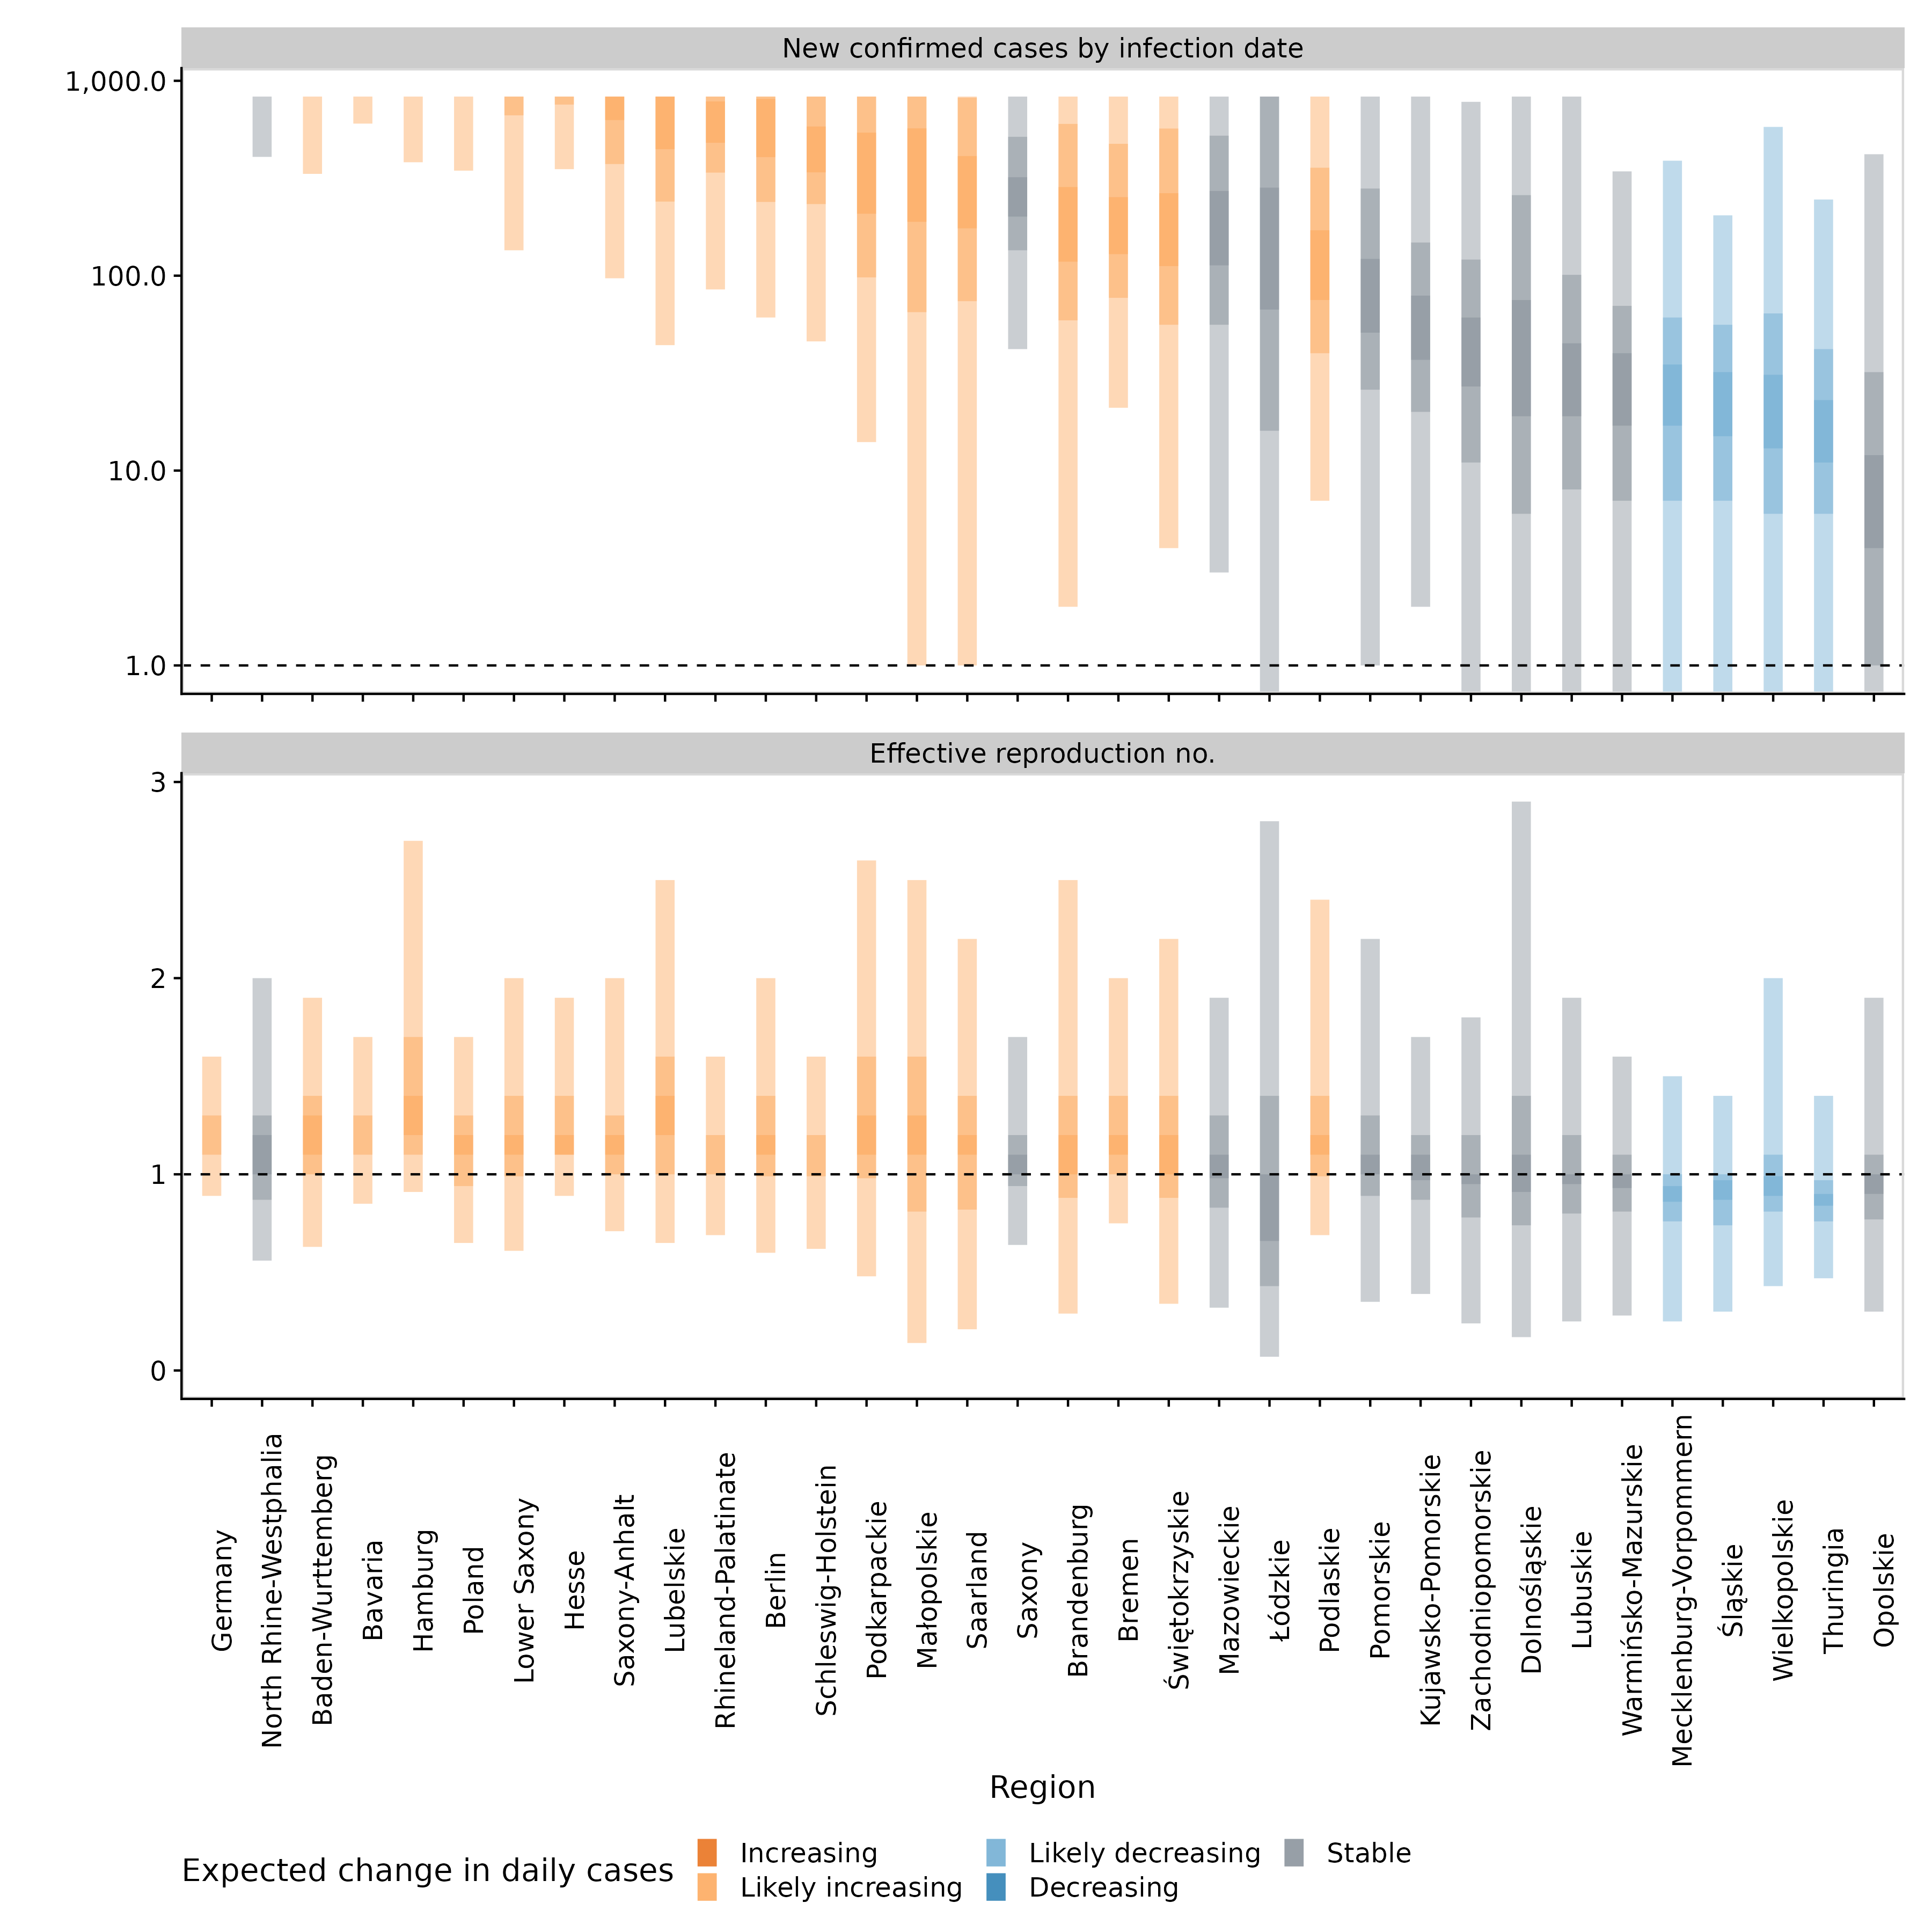 New confirmed cases by infection date
1,000.0
100.0
10.0
1.0
Effective reproduction no.
3
2
1
0
Germany
North Rhine-Westphalia
Baden-Wurttemberg
Bavaria
Hamburg
Poland
Lower Saxony
Hesse
Saxony-Anhalt
Lubelskie
Rhineland-Palatinate
Berlin
Schleswig-Holstein
Podkarpackie
Małopolskie
Saarland
Saxony
Brandenburg
Bremen
Świętokrzyskie
Mazowieckie
Łódzkie
Podlaskie
Pomorskie
Kujawsko-Pomorskie
Zachodniopomorskie
Dolnośląskie
Lubuskie
Warmińsko-Mazurskie
Mecklenburg-Vorpommern
Śląskie
Wielkopolskie
Thuringia
Opolskie
Region
Expected change in daily cases
Increasing
Likely increasing
Likely decreasing
Decreasing
Stable